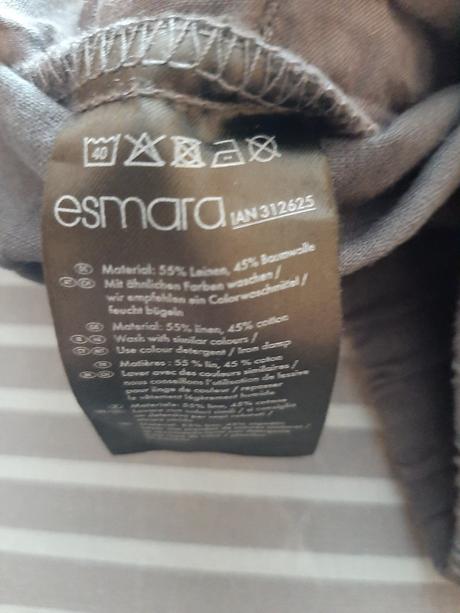 40
esmara IAN 312625
DE Material: 55% Leinen, 45% Baumwolle
Mit ähnlichen Farben waschen /
wir empfehlen ein Colorwaschmittel /
feucht bügeln
Material: 55% linen, 45% cotton
Wash with similar colours /
Use colour detergent / Iron damp
Matières: 55 % lin, 45 % coton
Laver avec des couleurs similaires /
nous conseillons l'utilisation de lessive
pour linge de couleur / repasser
le vêtement légèrement humide
55% 45%